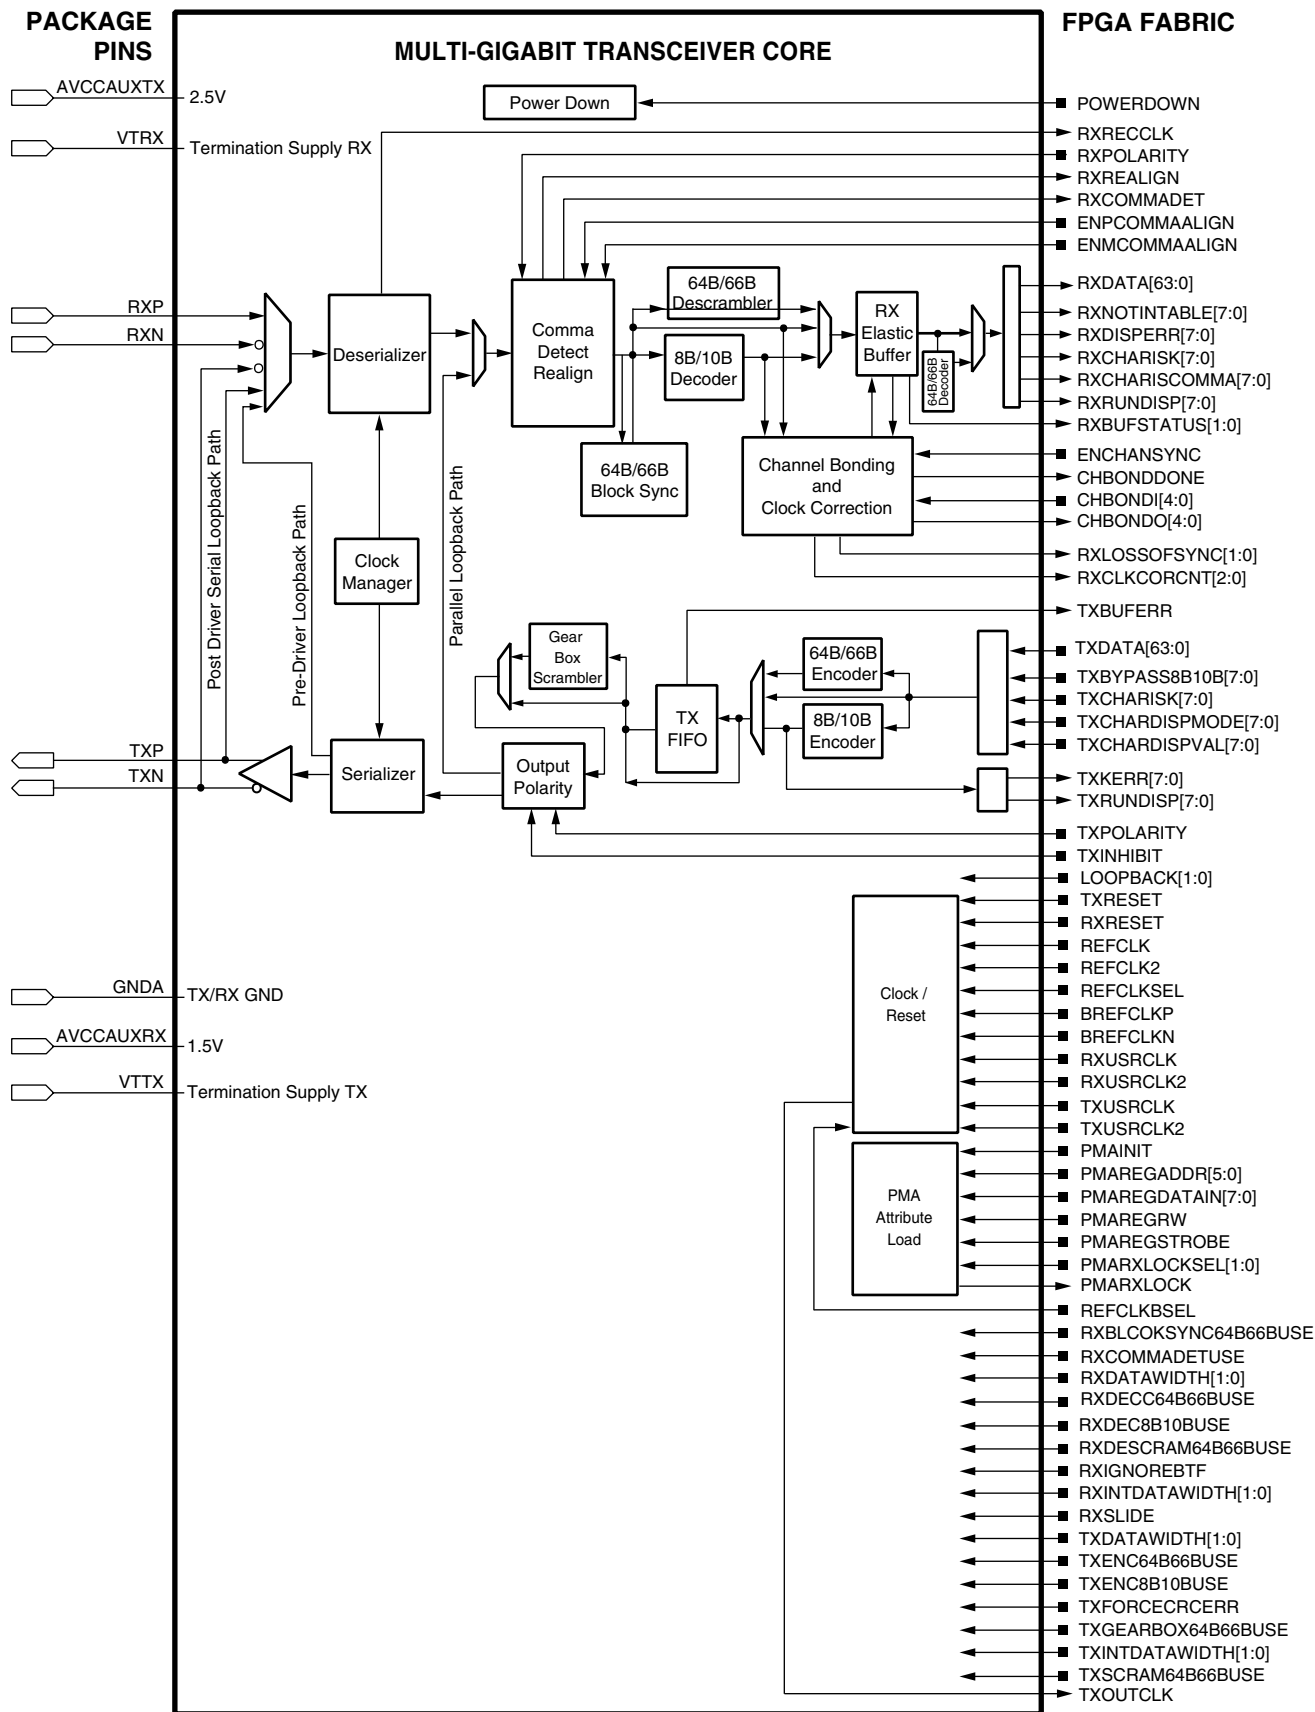 PACKAGE
PINS
MULTI-GIGABIT TRANSCEIVER CORE
FPGA FABRIC
AVCCAUXTX
2.5V
VTRX
Termination Supply RX
RXP
RXN
Post Driver Serial Loopback Path
Pre-Driver Loopback Path
Parallel Loopback Path
TXP
TXN
GNDA
TX/RX GND
AVCCAUXRX
1.5V
VTTX
Termination Supply TX
Power Down
Deserializer
Comma
Detect
Realign
64B/66B
Descrambler
8B/10B
Decoder
64B/66B
Block Sync
RX
Elastic
Buffer
64B/66B
Decoder
Channel Bonding
and
Clock Correction
Clock
Manager
Gear
Box
Scrambler
TX
FIFO
64B/66B
Encoder
8B/10B
Encoder
Serializer
Output
Polarity
Clock /
Reset
PMA
Attribute
Load
POWERDOWN
RXRECCLK
RXPOLARITY
RXREALIGN
RXCOMMADET
ENPCOMMAALIGN
ENMCOMMAALIGN
RXDATA[63:0]
RXNOTINTABLE[7:0]
RXDISPERR[7:0]
RXCHARISK[7:0]
RXCHARISCOMMA[7:0]
RXRUNDISP[7:0]
RXBUFSTATUS[1:0]
ENCHANSYNC
CHBONDDONE
CHBONDI[4:0]
CHBONDO[4:0]
RXLOSSOFSYNC[1:0]
RXCLKCORCNT[2:0]
TXBUFERR
TXDATA[63:0]
TXBYPASS8B10B[7:0]
TXCHARISK[7:0]
TXCHARDISPMODE[7:0]
TXCHARDISPVAL[7:0]
TXKERR[7:0]
TXRUNDISP[7:0]
TXPOLARITY
TXINHIBIT
LOOPBACK[1:0]
TXRESET
RXRESET
REFCLK
REFCLK2
REFCLKSEL
BREFCLKP
BREFCLKN
RXUSRCLK
RXUSRCLK2
TXUSRCLK
TXUSRCLK2
PMAINIT
PMAREGADDR[5:0]
PMAREGDATAIN[7:0]
PMAREGRW
PMAREGSTROBE
PMARXLOCKSEL[1:0]
PMARXLOCK
REFCLKBSEL
RXBLCOKSYNC64B66BUSE
RXCOMMADETUSE
RXDATAWIDTH[1:0]
RXDECC64B66BUSE
RXDEC8B10BUSE
RXDESCRAM64B66BUSE
RXIGNOREBTF
RXINTDATAWIDTH[1:0]
RXSLIDE
TXDATAWIDTH[1:0]
TXENC64B66BUSE
TXENC8B10BUSE
TXFORCECRCERR
TXGEARBOX64B66BUSE
TXINTDATAWIDTH[1:0]
TXSCRAM64B66BUSE
TXOUTCLK